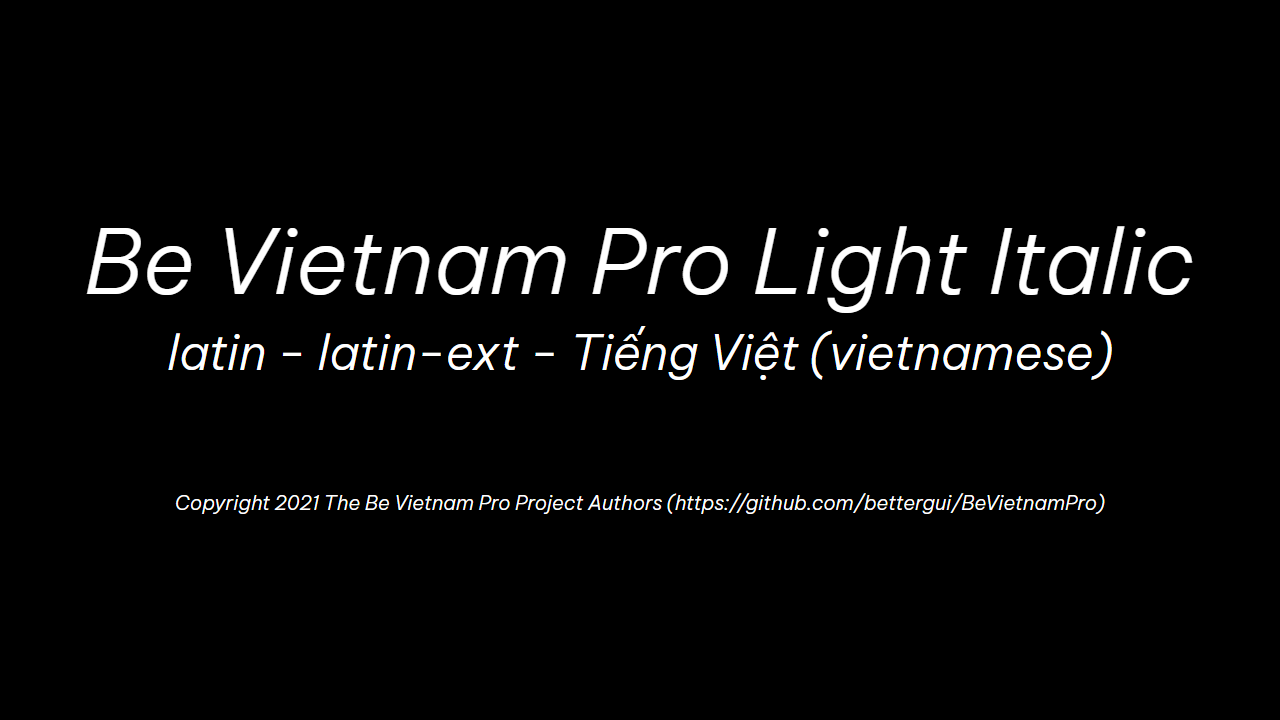 Be Vietnam Pro Light Italic
latin - latin-ext - Tiếng Việt (vietnamese)
Copyright 2021 The Be Vietnam Pro Project Authors (https://github.com/bettergui/BeVietnamPro)